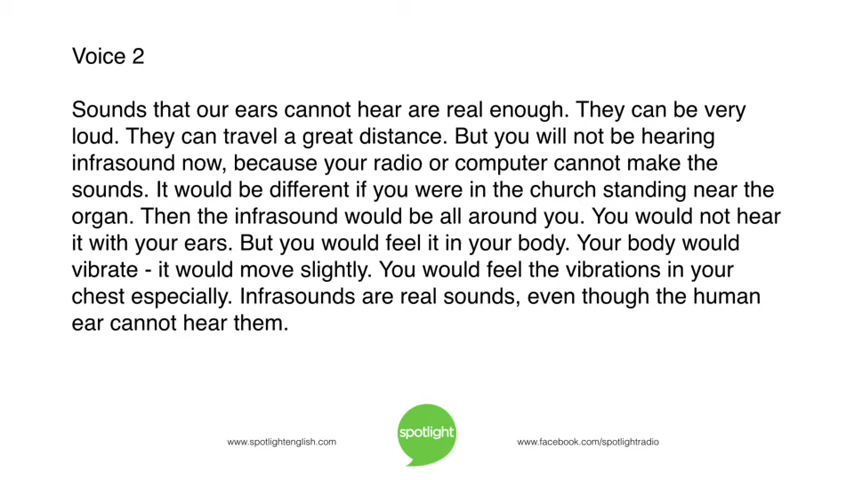 Voice 2
Sounds that our ears cannot hear are real enough. They can be very
loud. They can travel a great distance. But you will not be hearing
infrasound now, because your radio or computer cannot make the
sounds. It would be different if you were in the church standing near the
organ. Then the infrasound would be all around you. You would not hear
it with your ears. But you would feel it in your body. Your body would
vibrate - it would move slightly. You would feel the vibrations in your
chest especially. Infrasounds are real sounds, even though the human
ear cannot hear them.
www.spotlightenglish.com spotlight www.facebook.com/spotlightradio